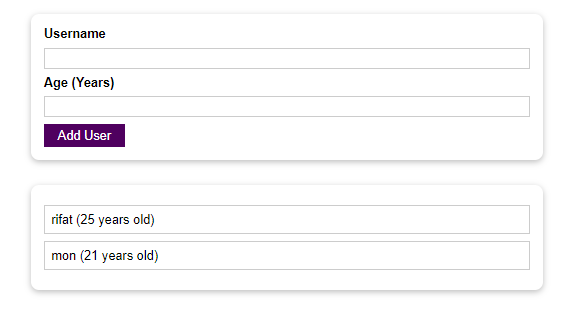 Username
Age (Years)
Add User
rifat (25 years old)
mon (21 years old)